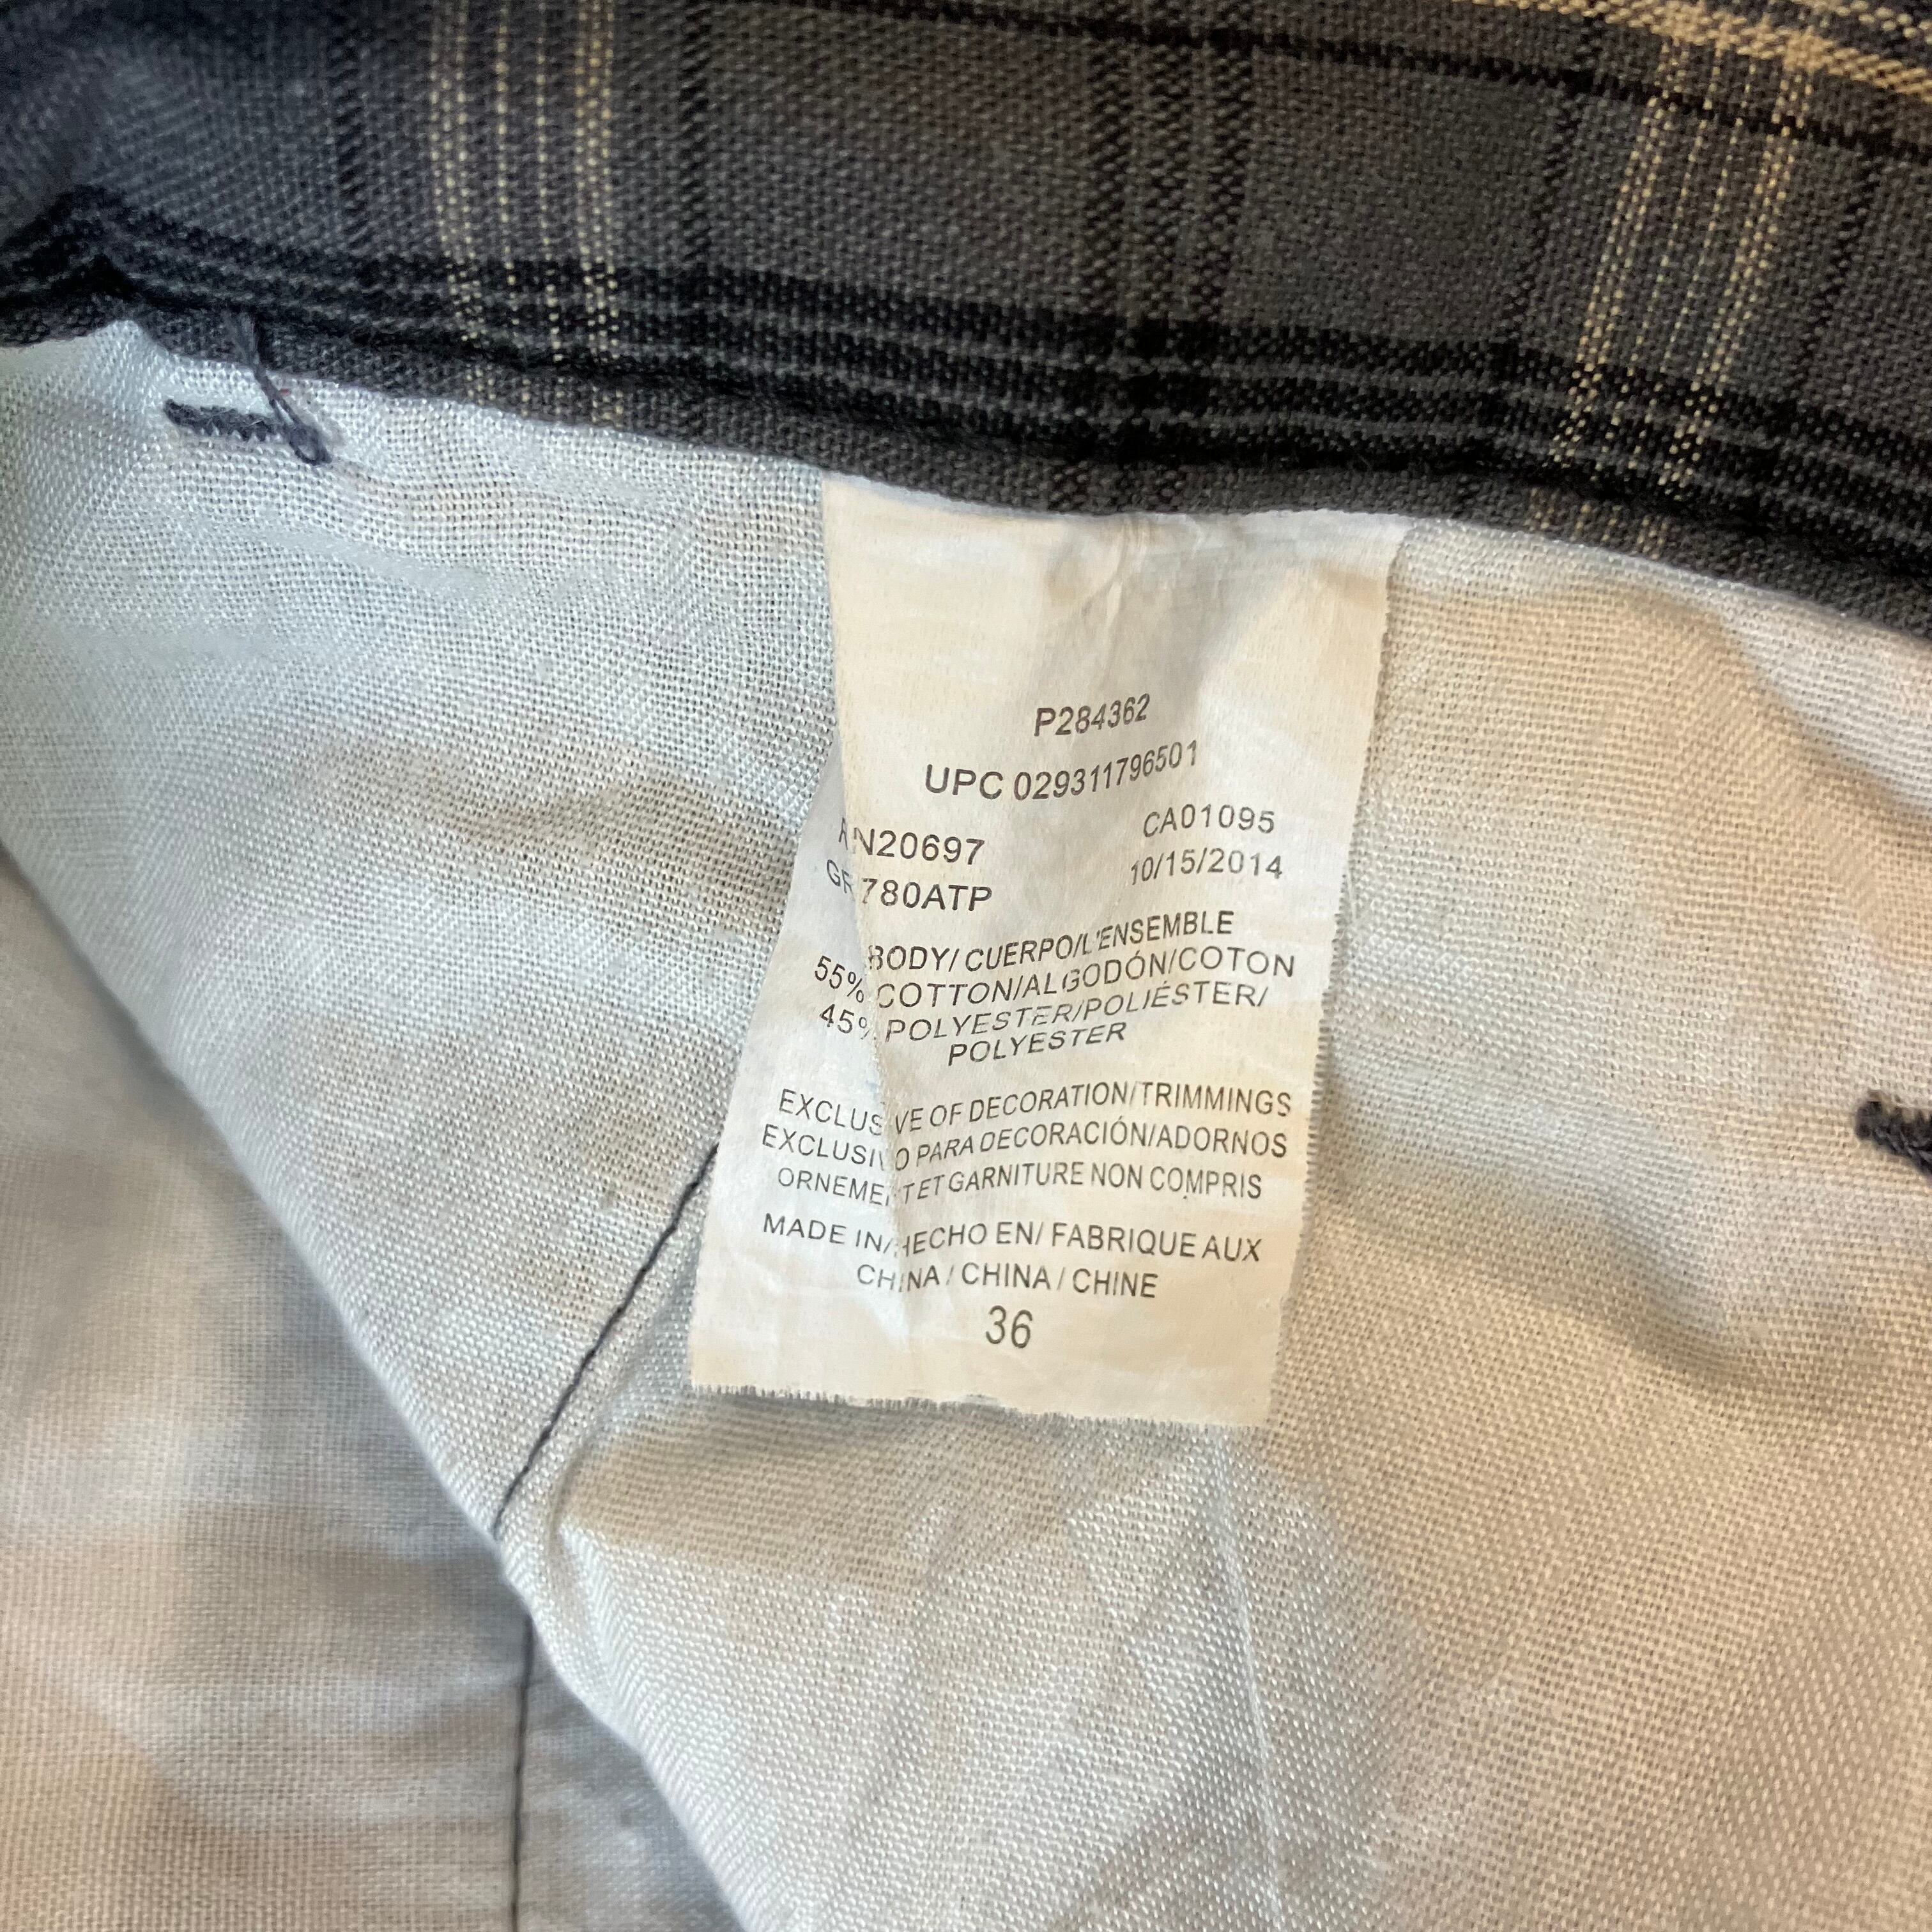 P284362
UPC 029311796501
RN20697 CA01095
GR780ATP 10/15/2014
BODY/ CUERPO/L'ENSEMBLE
55% COTTON/ALGODÓN/COTON
45% POLYESTER/POLIÉSTER/
POLYESTER
EXCLUSIVE OF DECORATION/TRIMMINGS
EXCLUSIVO PARA DECORACIÓN/ADORNOS
ORNEMENT ET GARNITURE NON COMPRIS
MADE IN/HECHO EN/ FABRIQUE AUX
CHINA / CHINA / CHINE
36